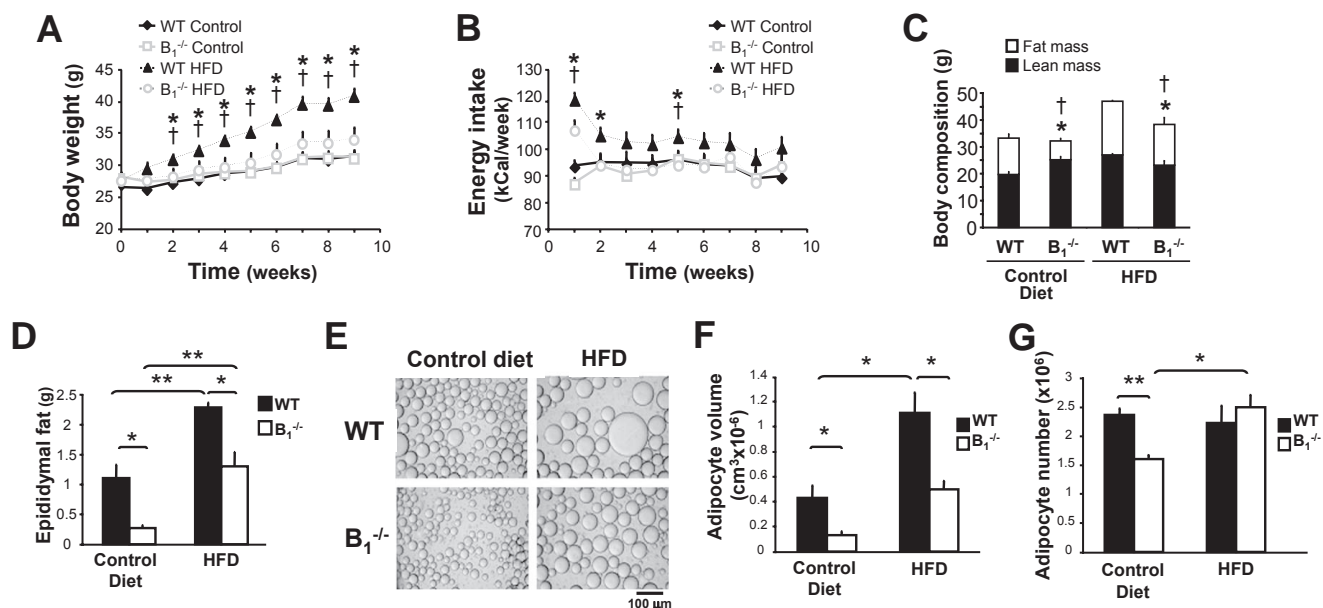 A
WT Control
B₁⁻/⁻ Control
WT HFD
B₁⁻/⁻ HFD
Body weight (g)
45
40
35
30
25
20
* * * * * * * *
† † † † † † † †
0 2 4 6 8 10
Time (weeks)
B
WT Control
B₁⁻/⁻ Control
WT HFD
B₁⁻/⁻ HFD
Energy intake
(kCal/week)
130
120
110
100
90
80
70
* * *
† †
0 2 4 6 8 10
Time (weeks)
C
Fat mass
Lean mass
Body composition (g)
50
40
30
20
10
0
†
*
†
*
WT B₁⁻/⁻ WT B₁⁻/⁻
Control
Diet
HFD
D
Epididymal fat (g)
2.5
2
1.5
1
0.5
0
**
** *
*
WT
B₁⁻/⁻
Control
Diet
HFD
E
Control diet HFD
WT
B₁⁻/⁻
100 µm
F
Adipocyte volume
(cm³x10⁻⁶)
1.4
1.2
1
0.8
0.6
0.4
0.2
0
* *
*
WT
B₁⁻/⁻
Control
Diet
HFD
G
Adipocyte number (x10⁶)
3
2.5
2
1.5
1
0.5
0
*
**
WT
B₁⁻/⁻
Control
Diet
HFD